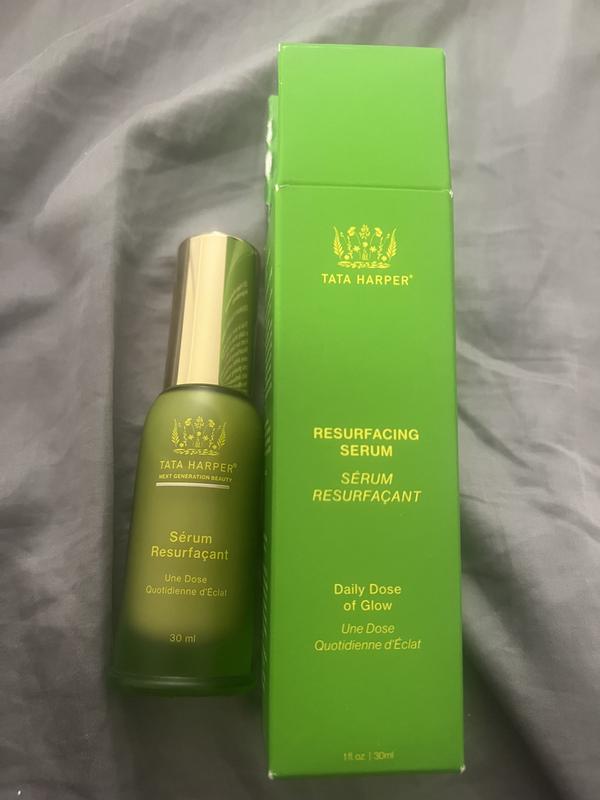 TATA HARPER®
NEXT GENERATION BEAUTY
Sérum
Resurfaçant
Une Dose
Quotidienne d'Éclat
30 ml
TATA HARPER®
RESURFACING
SERUM
SÉRUM
RESURFAÇANT
Daily Dose
of Glow
Une Dose
Quotidienne d'Éclat
1 fl. oz | 30ml